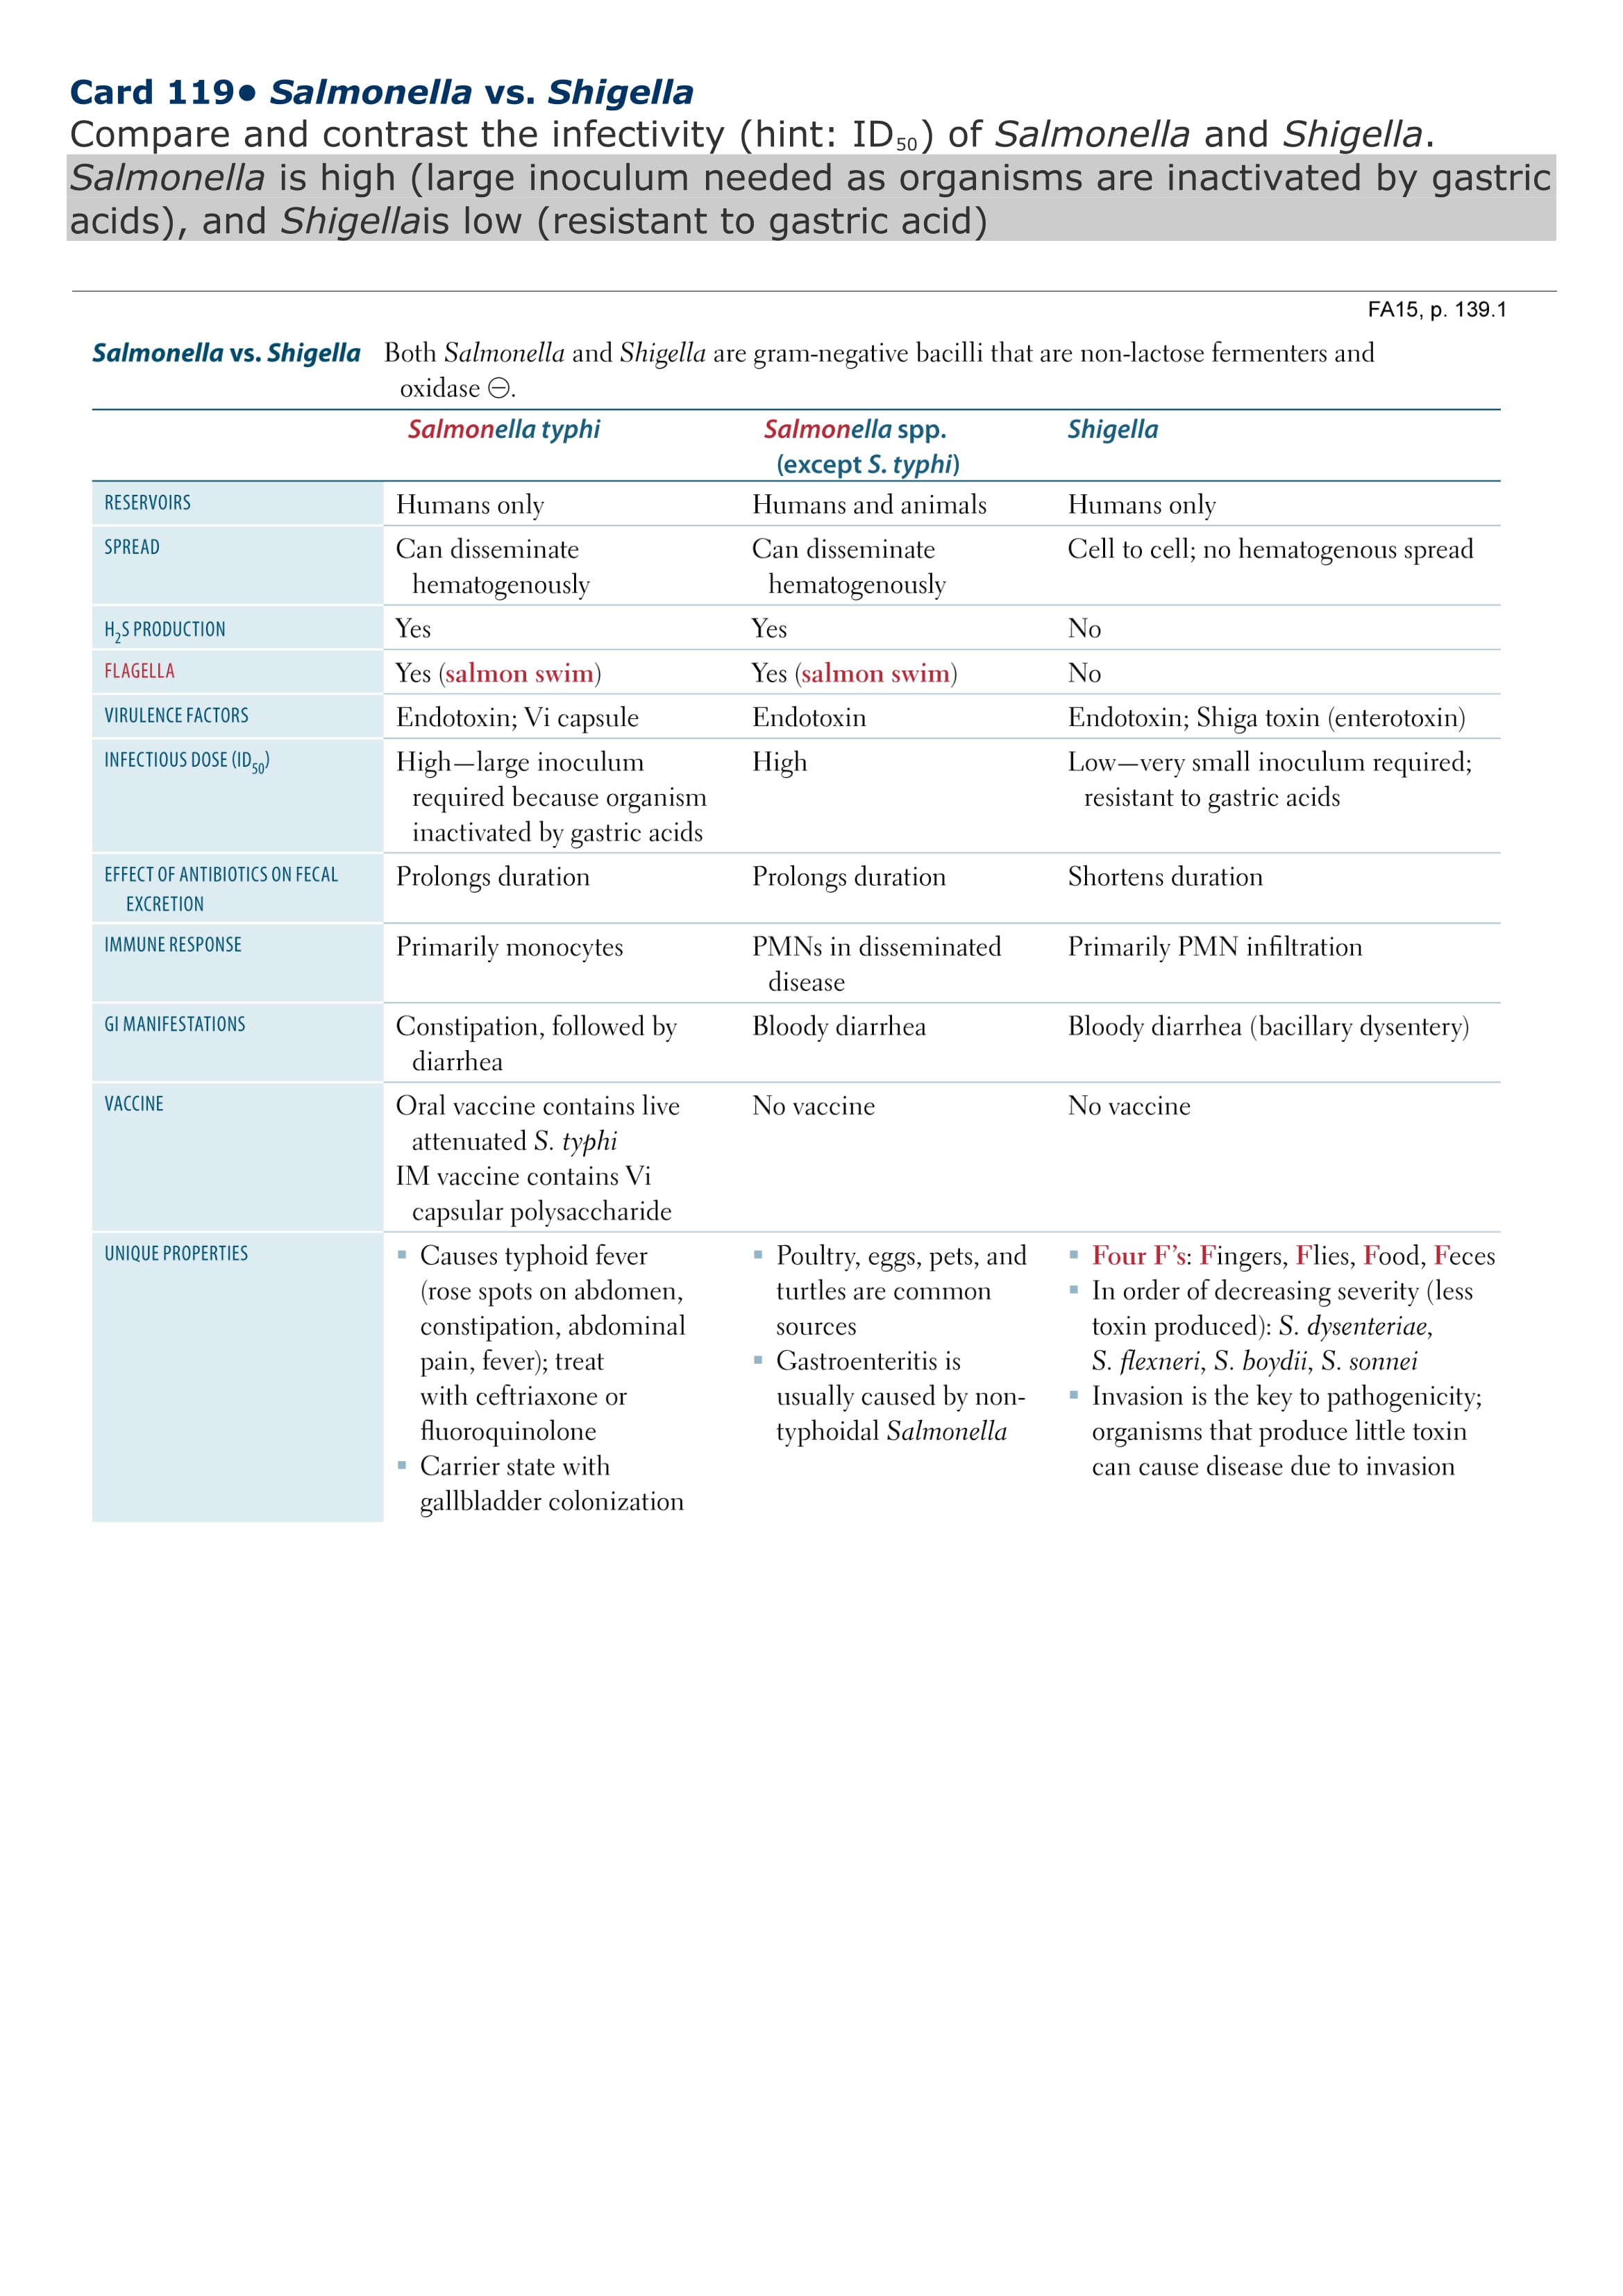 Card 119• Salmonella vs. Shigella
Compare and contrast the infectivity (hint: ID50) of Salmonella and Shigella.
Salmonella is high (large inoculum needed as organisms are inactivated by gastric
acids), and Shigellais low (resistant to gastric acid)
FA15, p. 139.1
Salmonella vs. Shigella Both Salmonella and Shigella are gram-negative bacilli that are non-lactose fermenters and
oxidase ⊖.
Salmonella typhi
Salmonella spp.
(except S. typhi)
Shigella
RESERVOIRS
Humans only
Humans and animals
Humans only
SPREAD
Can disseminate
hematogenously
Can disseminate
hematogenously
Cell to cell; no hematogenous spread
H2S PRODUCTION
Yes
Yes
No
FLAGELLA
Yes (salmon swim)
Yes (salmon swim)
No
VIRULENCE FACTORS
Endotoxin; Vi capsule
Endotoxin
Endotoxin; Shiga toxin (enterotoxin)
INFECTIOUS DOSE (ID50)
High—large inoculum
required because organism
inactivated by gastric acids
High
Low—very small inoculum required;
resistant to gastric acids
EFFECT OF ANTIBIOTICS ON FECAL
EXCRETION
Prolongs duration
Prolongs duration
Shortens duration
IMMUNE RESPONSE
Primarily monocytes
PMNs in disseminated
disease
Primarily PMN infiltration
GI MANIFESTATIONS
Constipation, followed by
diarrhea
Bloody diarrhea
Bloody diarrhea (bacillary dysentery)
VACCINE
Oral vaccine contains live
attenuated S. typhi
IM vaccine contains Vi
capsular polysaccharide
No vaccine
No vaccine
UNIQUE PROPERTIES
▪ Causes typhoid fever
(rose spots on abdomen,
constipation, abdominal
pain, fever); treat
with ceftriaxone or
fluoroquinolone
▪ Carrier state with
gallbladder colonization
▪ Poultry, eggs, pets, and
turtles are common
sources
▪ Gastroenteritis is
usually caused by non-
typhoidal Salmonella
▪ Four F's: Fingers, Flies, Food, Feces
▪ In order of decreasing severity (less
toxin produced): S. dysenteriae,
S. flexneri, S. boydii, S. sonnei
▪ Invasion is the key to pathogenicity;
organisms that produce little toxin
can cause disease due to invasion